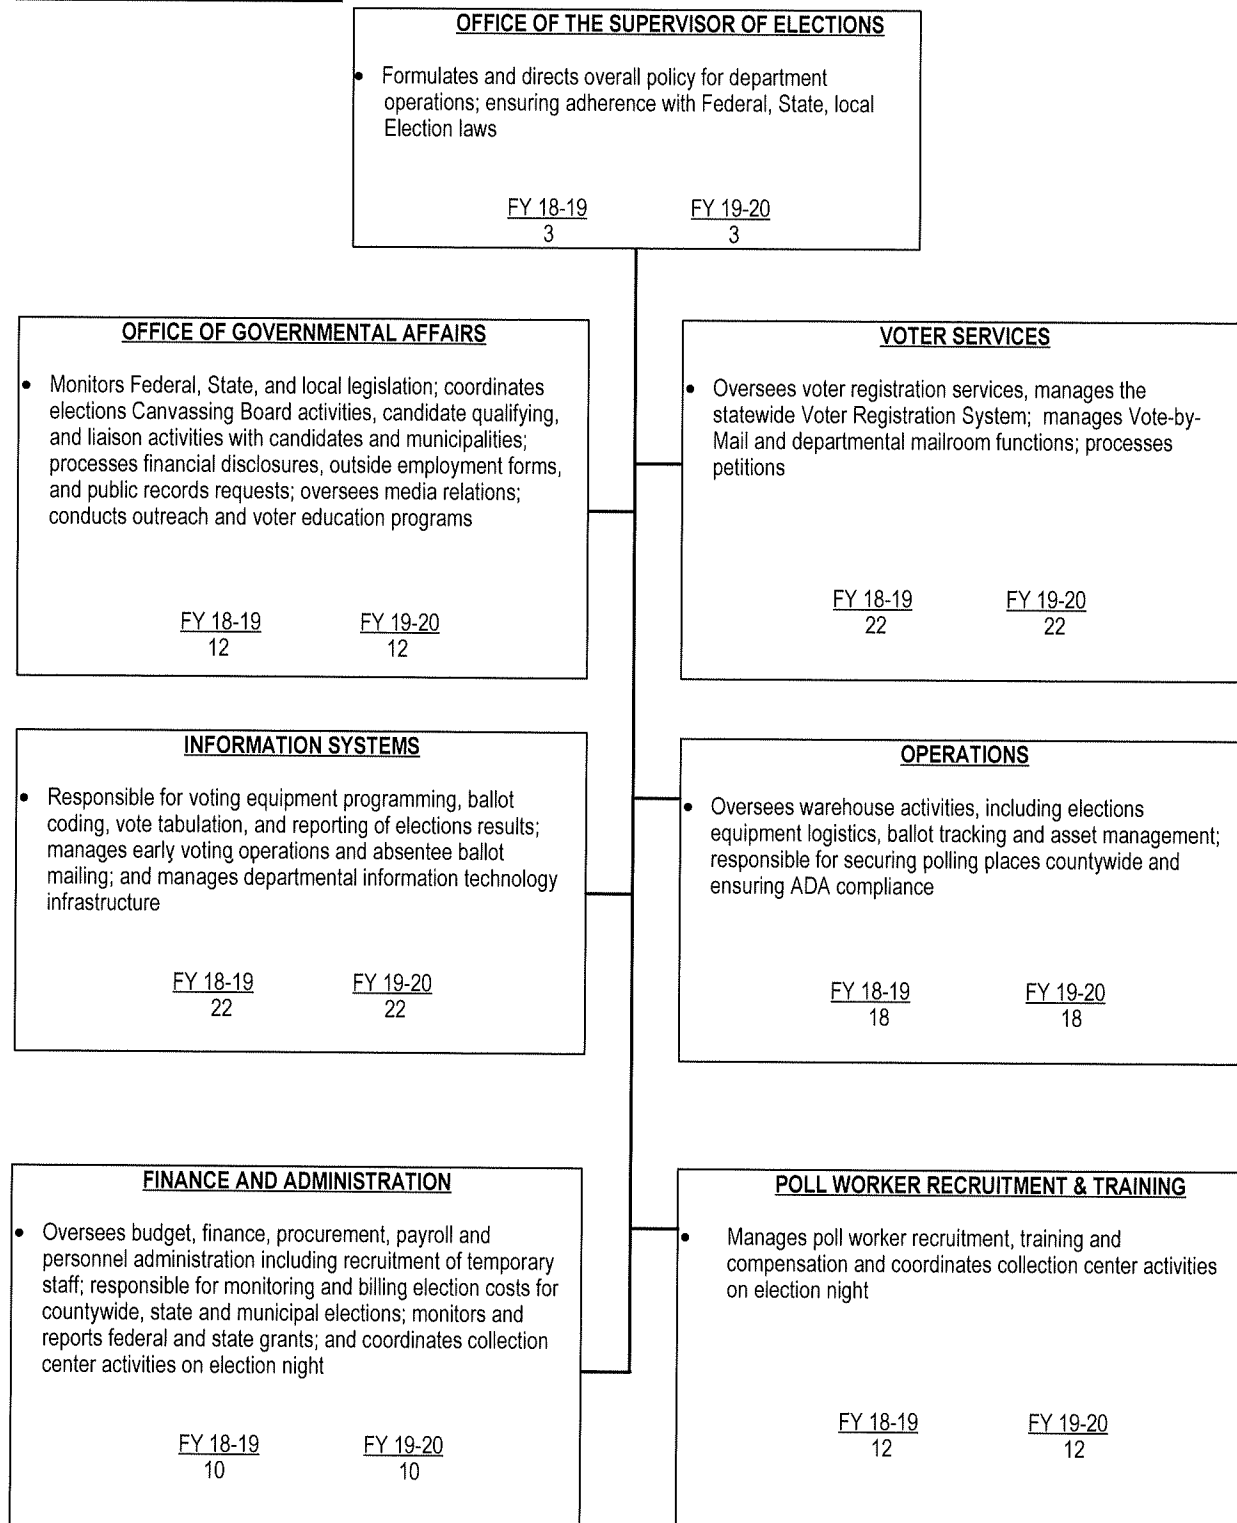 OFFICE OF THE SUPERVISOR OF ELECTIONS
• Formulates and directs overall policy for department
operations; ensuring adherence with Federal, State, local
Election laws
FY 18-19 FY 19-20
3 3
OFFICE OF GOVERNMENTAL AFFAIRS
• Monitors Federal, State, and local legislation; coordinates
elections Canvassing Board activities, candidate qualifying,
and liaison activities with candidates and municipalities;
processes financial disclosures, outside employment forms,
and public records requests; oversees media relations;
conducts outreach and voter education programs
FY 18-19 FY 19-20
12 12
VOTER SERVICES
• Oversees voter registration services, manages the
statewide Voter Registration System; manages Vote-by-
Mail and departmental mailroom functions; processes
petitions
FY 18-19 FY 19-20
22 22
INFORMATION SYSTEMS
• Responsible for voting equipment programming, ballot
coding, vote tabulation, and reporting of elections results;
manages early voting operations and absentee ballot
mailing; and manages departmental information technology
infrastructure
FY 18-19 FY 19-20
22 22
OPERATIONS
• Oversees warehouse activities, including elections
equipment logistics, ballot tracking and asset management;
responsible for securing polling places countywide and
ensuring ADA compliance
FY 18-19 FY 19-20
18 18
FINANCE AND ADMINISTRATION
• Oversees budget, finance, procurement, payroll and
personnel administration including recruitment of temporary
staff; responsible for monitoring and billing election costs for
countywide, state and municipal elections; monitors and
reports federal and state grants; and coordinates collection
center activities on election night
FY 18-19 FY 19-20
10 10
POLL WORKER RECRUITMENT & TRAINING
• Manages poll worker recruitment, training and
compensation and coordinates collection center activities
on election night
FY 18-19 FY 19-20
12 12